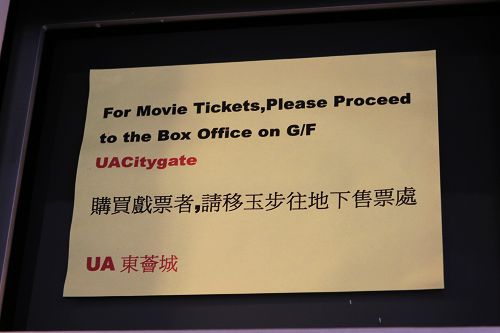 For Movie Tickets,Please Proceed
to the Box Office on G/F
UACitygate
購買戲票者,請移玉步往地下售票處
UA 東薈城